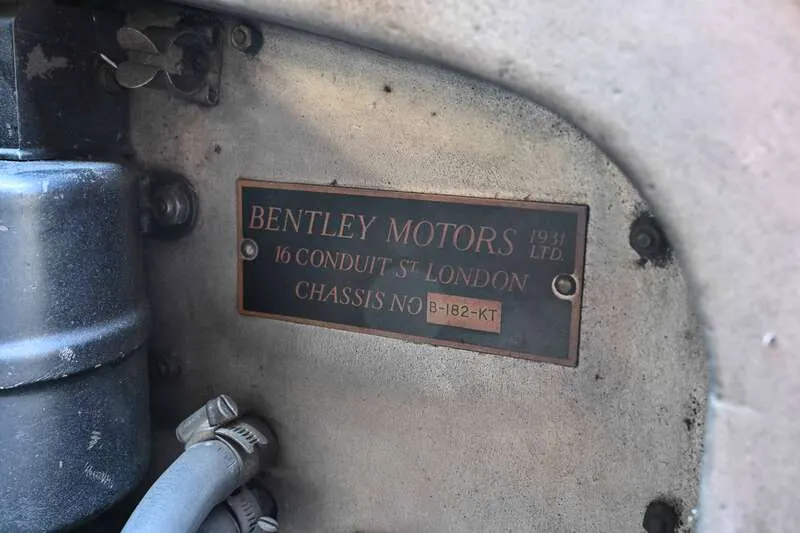 BENTLEY MOTORS 1931 LTD.
16 CONDUIT ST LONDON
CHASSIS NO B-182-KT